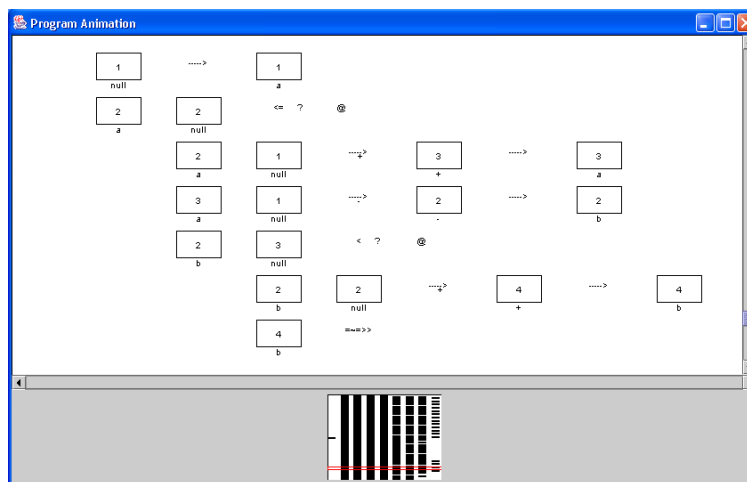 Program Animation
1 -----> 1
null a
2 2 <= ? @
a null
2 1 -----> + 3 -----> 3
a null + a
3 1 -----> - 2 -----> 2
a null - b
2 3 < ? @
b null
2 2 -----> + 4 -----> 4
b null + b
4 =~=>>
b